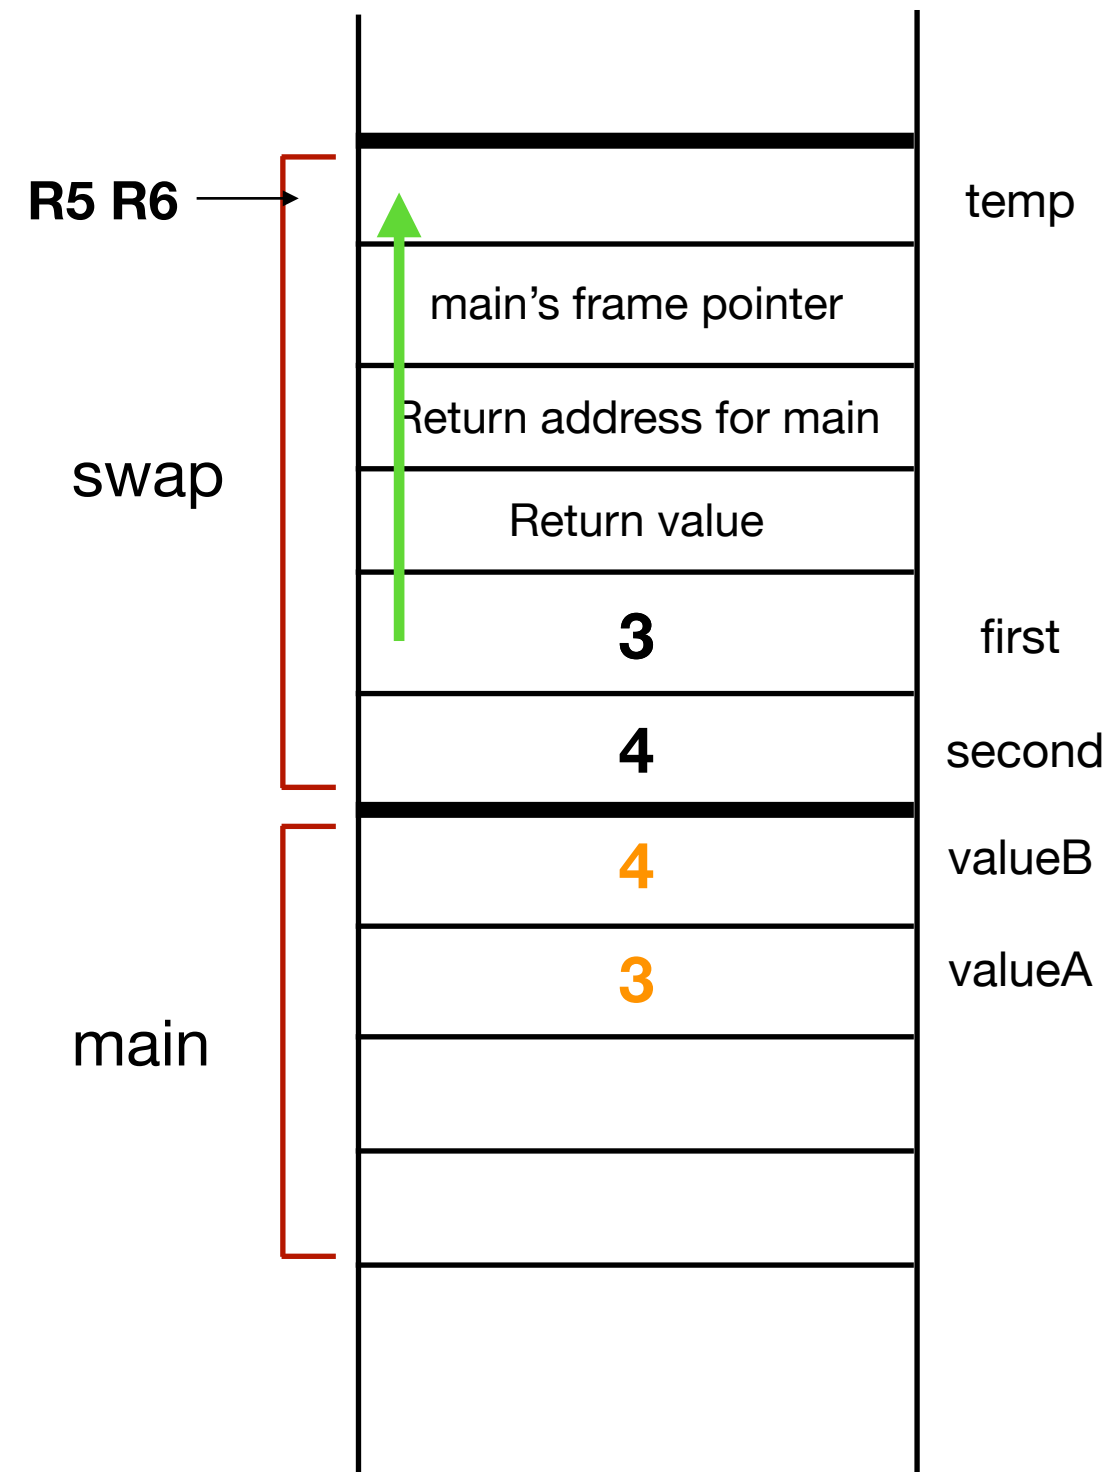 R5 R6
temp
main’s frame pointer
Return address for main
swap
Return value
3
first
4
second
4
valueB
3
valueA
main